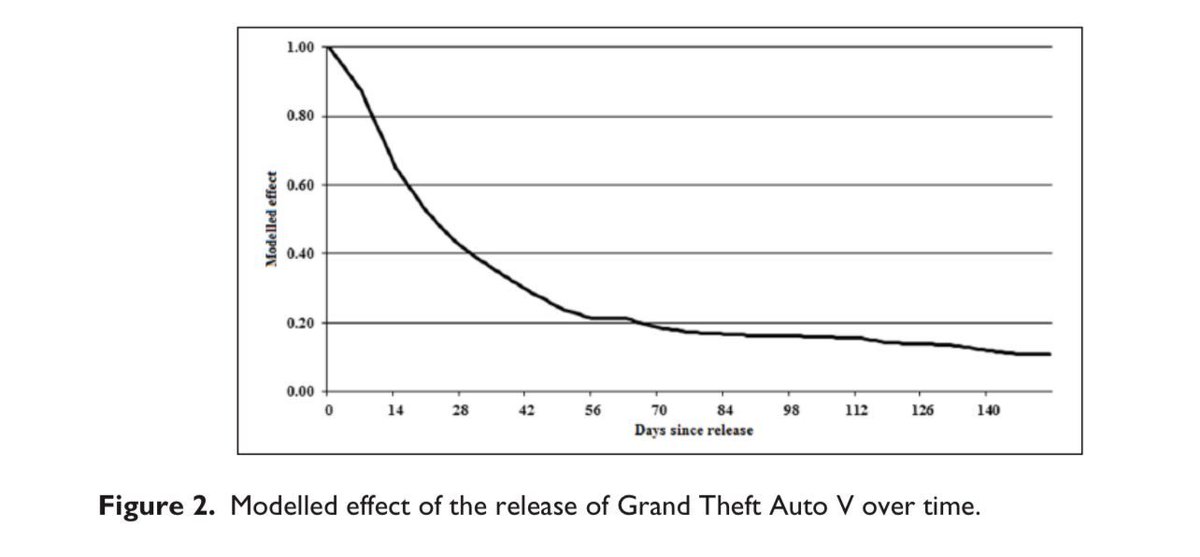 1.00
0.80
0.60
0.40
0.20
0.00
Modelled effect
0 14 28 42 56 70 84 98 112 126 140
Days since release
Figure 2. Modelled effect of the release of Grand Theft Auto V over time.